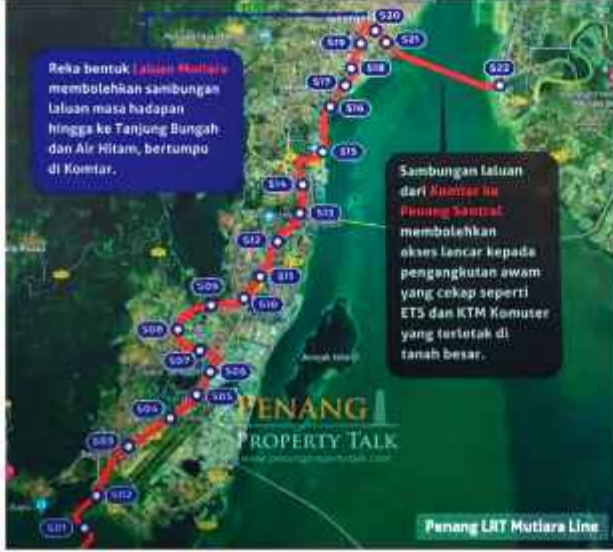 Reka bentuk Laluan Mutiara
membolehkan sambungan
laluan masa hadapan
hingga ke Tanjung Bungah
dan Air Hitam, bertumpu
di Komtar.
S20
S19
S21
S18
S22
S17
S16
S15
Sambungan laluan
dari Komtar ke
Penang Sentral
membolehkan
akses lancar kepada
pengangkutan awam
yang cekap seperti
ETS dan KTM Komuter
yang terletak di
tanah besar.
S14
S13
S12
S11
S10
S09
S08
S07
S06
S05
S04
S03
S02
S01
PENANG
PROPERTY TALK
www.penangpropertytalk.com
Penang LRT Mutiara Line